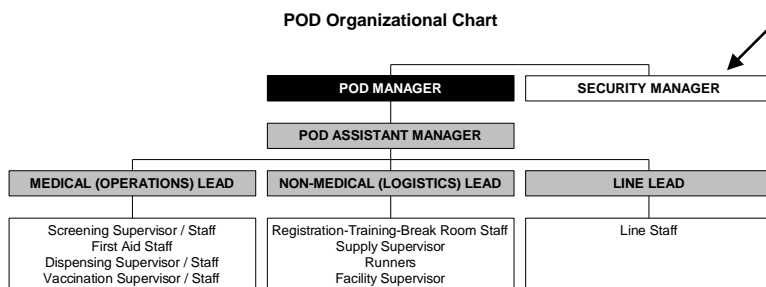 POD Organizational Chart
POD MANAGER
SECURITY MANAGER
POD ASSISTANT MANAGER
MEDICAL (OPERATIONS) LEAD
NON-MEDICAL (LOGISTICS) LEAD
LINE LEAD
Screening Supervisor / Staff
First Aid Staff
Dispensing Supervisor / Staff
Vaccination Supervisor / Staff
Registration-Training-Break Room Staff
Supply Supervisor
Runners
Facility Supervisor
Line Staff